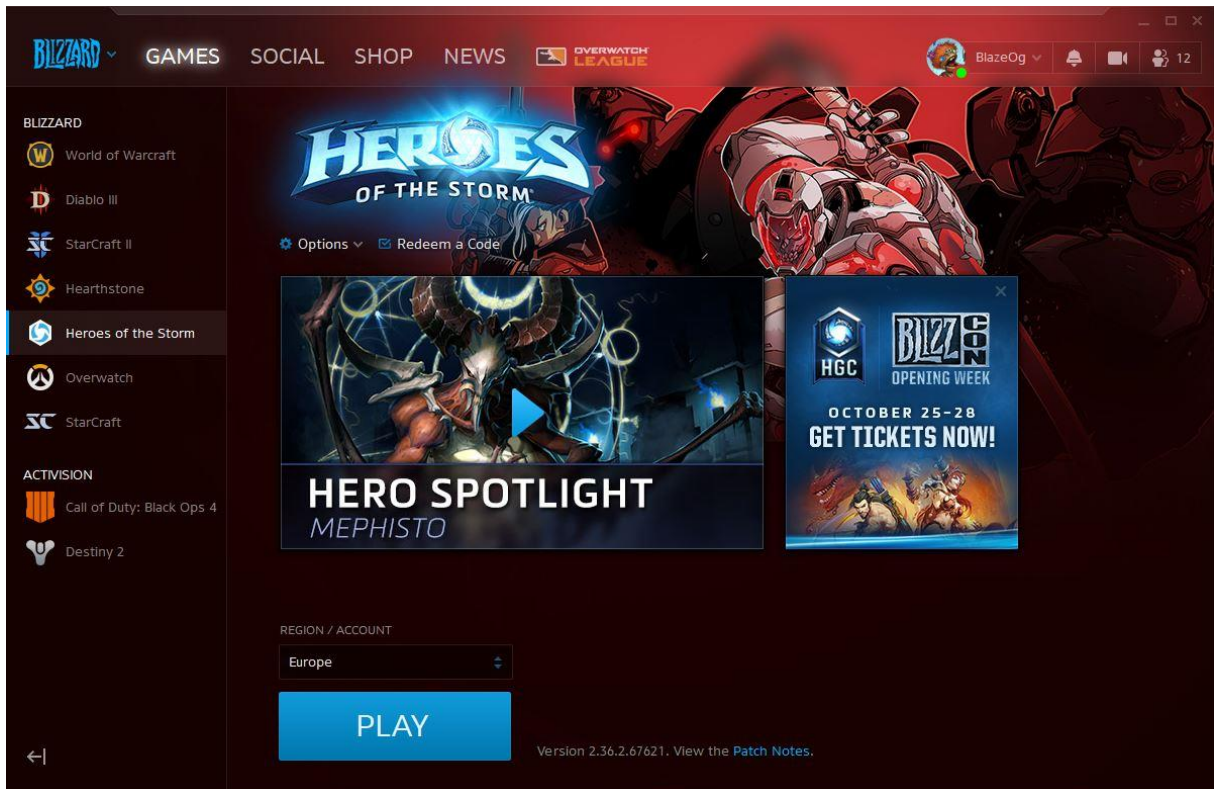 BLIZZARD
GAMES
SOCIAL
SHOP
NEWS
OVERWATCH
LEAGUE
BlazeOg
12
BLIZZARD
World of Warcraft
Diablo III
StarCraft II
Hearthstone
Heroes of the Storm
Overwatch
StarCraft
ACTIVISION
Call of Duty: Black Ops 4
Destiny 2
HEROES
OF THE STORM
Options
Redeem a Code
HERO SPOTLIGHT
MEPHISTO
HGC
BLIZZCON
OPENING WEEK
OCTOBER 25-28
GET TICKETS NOW!
REGION / ACCOUNT
Europe
PLAY
Version 2.36.2.67621. View the Patch Notes.